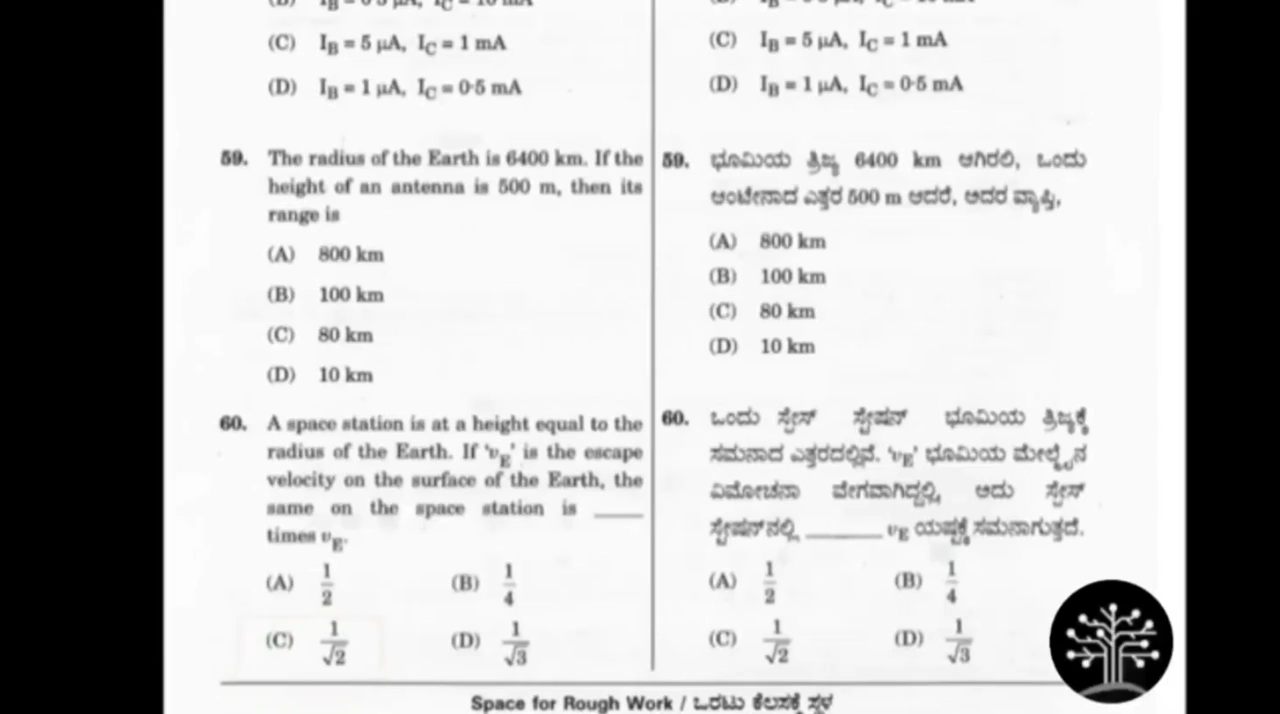 (C) I_B = 5 μA, I_C = 1 mA
(D) I_B = 1 μA, I_C = 0·5 mA
59. The radius of the Earth is 6400 km. If the
height of an antenna is 500 m, then its
range is
(A) 800 km
(B) 100 km
(C) 80 km
(D) 10 km
60. A space station is at a height equal to the
radius of the Earth. If 'v_E' is the escape
velocity on the surface of the Earth, the
same on the space station is ____
times v_E.
(A) 1/2 (B) 1/4
(C) 1/√2 (D) 1/√3
(C) I_B = 5 μA, I_C = 1 mA
(D) I_B = 1 μA, I_C = 0·5 mA
59. ಭೂಮಿಯ ತ್ರಿಜ್ಯ 6400 km ಆಗಿರಲಿ, ಒಂದು
ಆಂಟೇನಾದ ಎತ್ತರ 500 m ಆದರೆ, ಅದರ ವ್ಯಾಪ್ತಿ,
(A) 800 km
(B) 100 km
(C) 80 km
(D) 10 km
60. ಒಂದು ಸ್ಪೇಸ್ ಸ್ಟೇಷನ್ ಭೂಮಿಯ ತ್ರಿಜ್ಯಕ್ಕೆ
ಸಮನಾದ ಎತ್ತರದಲ್ಲಿವೆ. 'v_E' ಭೂಮಿಯ ಮೇಲ್ಮೈನ
ವಿಮೋಚನಾ ವೇಗವಾಗಿದ್ದಲ್ಲಿ, ಅದು ಸ್ಪೇಸ್
ಸ್ಟೇಷನ್‌ನಲ್ಲಿ ________ v_E ಯಷ್ಟಕ್ಕೆ ಸಮನಾಗುತ್ತದೆ.
(A) 1/2 (B) 1/4
(C) 1/√2 (D) 1/√3
Space for Rough Work / ಒರಟು ಕೆಲಸಕ್ಕೆ ಸ್ಥಳ